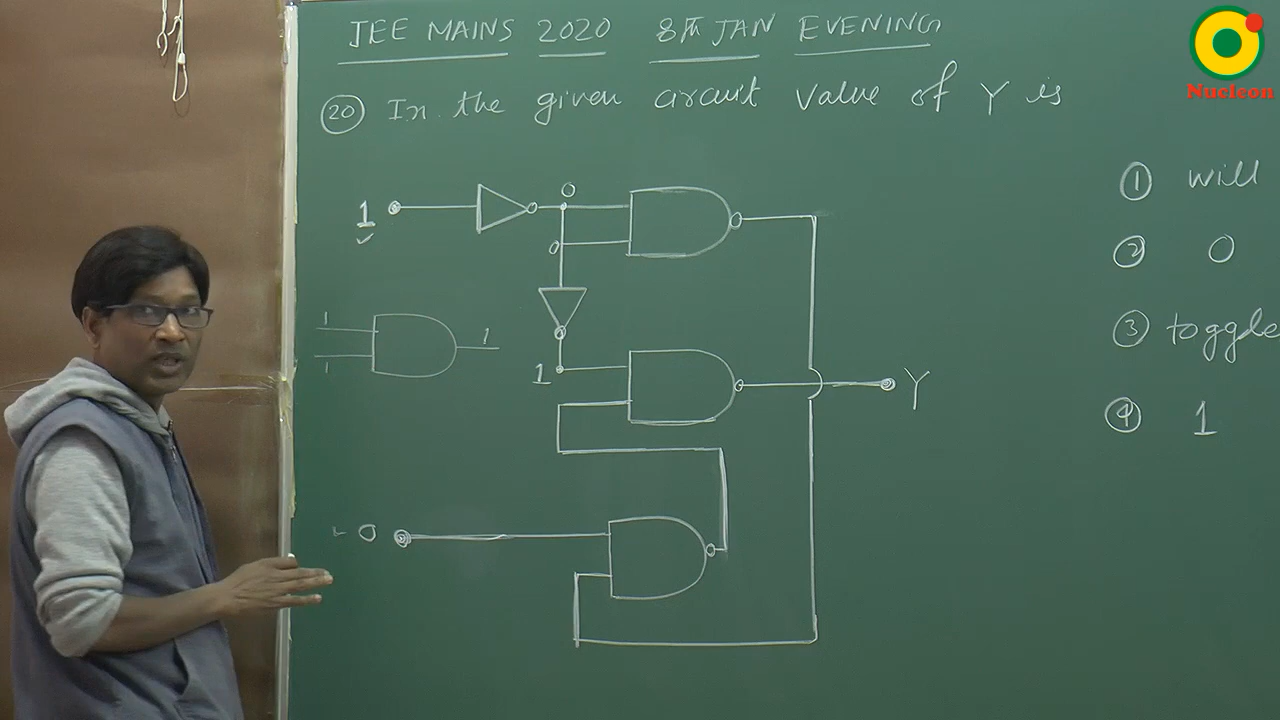 JEE MAINS 2020 8th JAN EVENING
Nucleon
20 In the given circuit value of Y is
1 will
2 0
3 toggle
4 1
1
0
0
1
1
1
1
Y
0